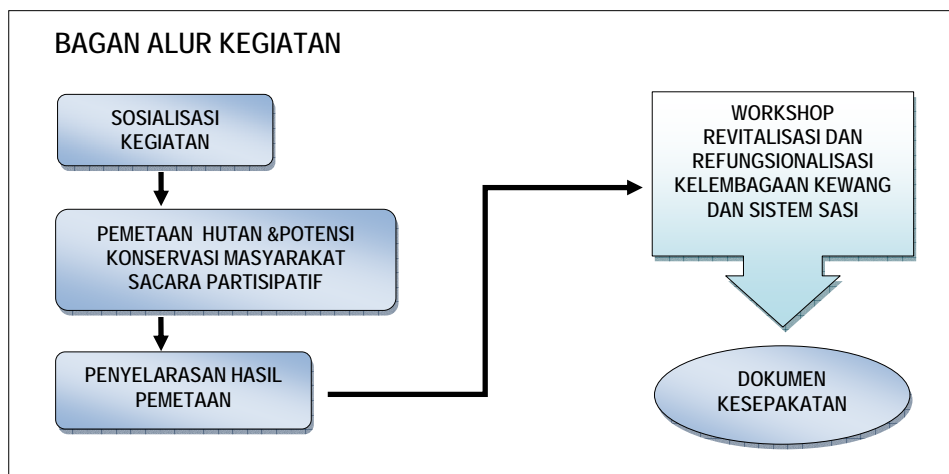 BAGAN ALUR KEGIATAN
SOSIALISASI
KEGIATAN
PEMETAAN HUTAN &POTENSI
KONSERVASI MASYARAKAT
SACARA PARTISIPATIF
PENYELARASAN HASIL
PEMETAAN
WORKSHOP
REVITALISASI DAN
REFUNGSIONALISASI
KELEMBAGAAN KEWANG
DAN SISTEM SASI
DOKUMEN
KESEPAKATAN